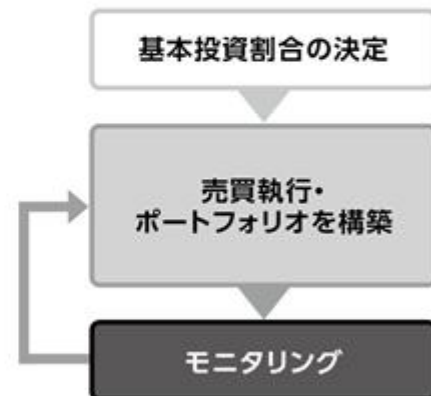 基本投資割合の決定
売買執行・
ポートフォリオを構築
モニタリング